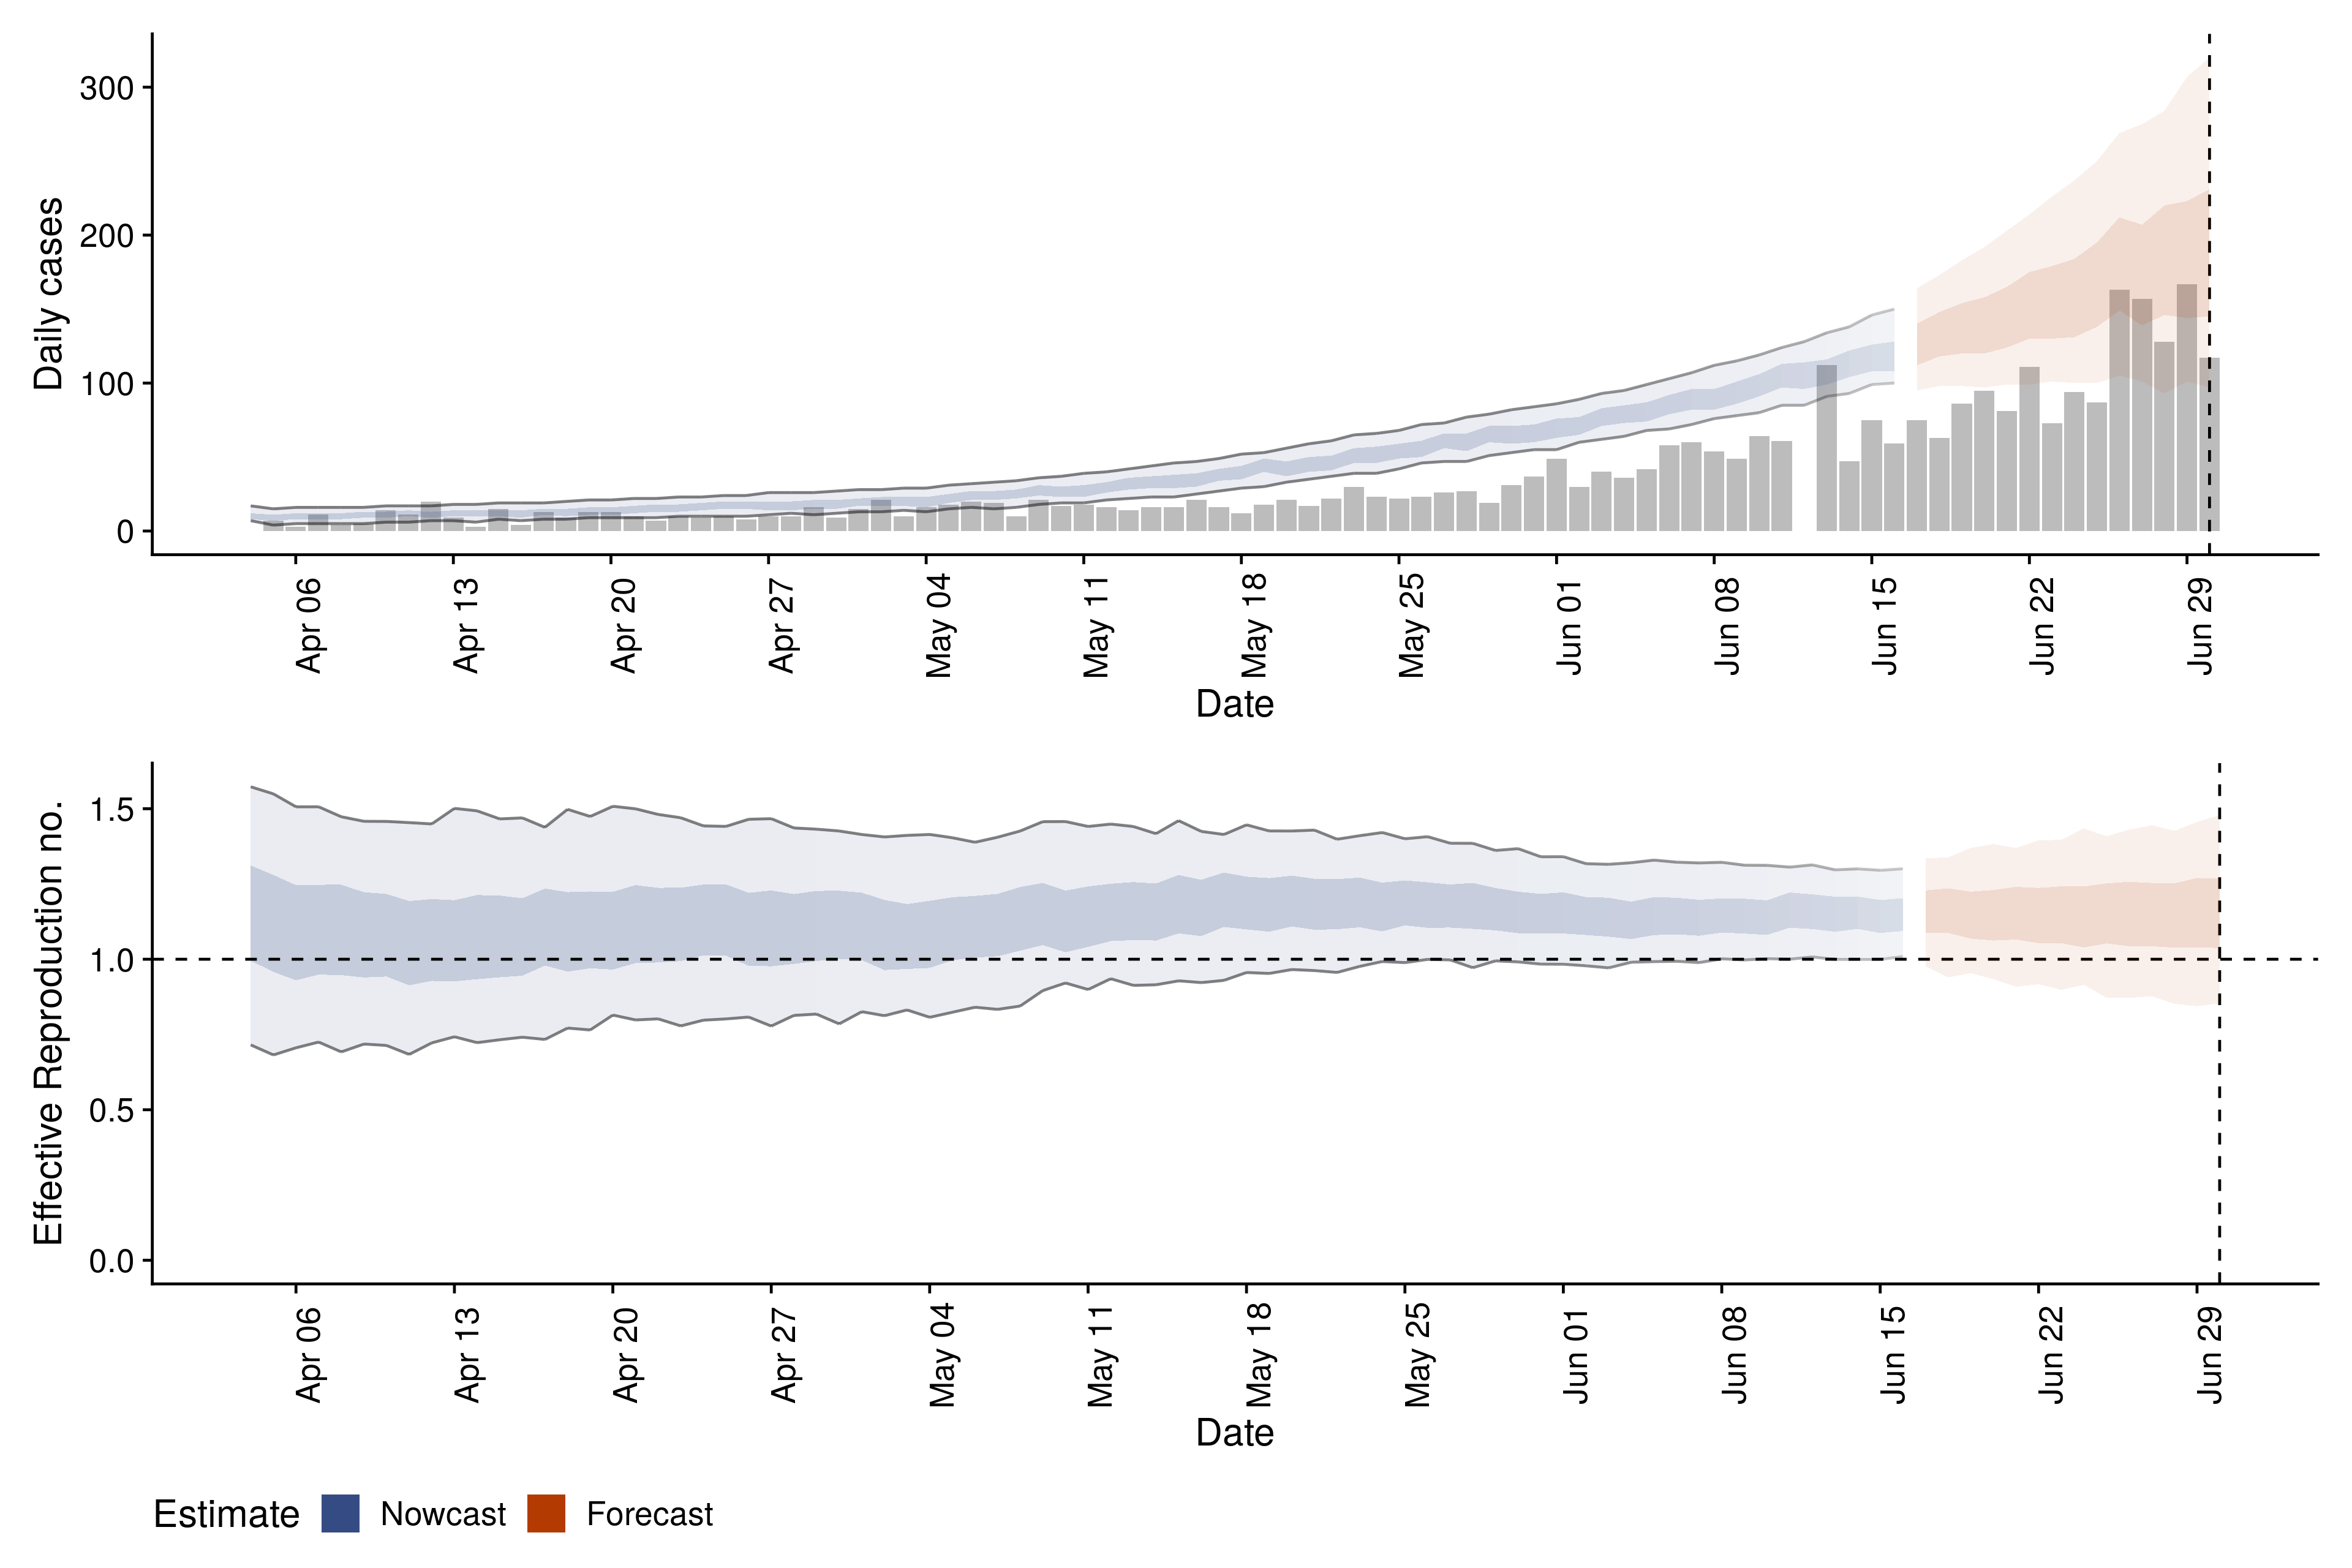 300
200
100
0
Daily cases
Apr 06
Apr 13
Apr 20
Apr 27
May 04
May 11
May 18
May 25
Jun 01
Jun 08
Jun 15
Jun 22
Jun 29
Date
1.5
1.0
0.5
0.0
Effective Reproduction no.
Apr 06
Apr 13
Apr 20
Apr 27
May 04
May 11
May 18
May 25
Jun 01
Jun 08
Jun 15
Jun 22
Jun 29
Date
Estimate Nowcast Forecast